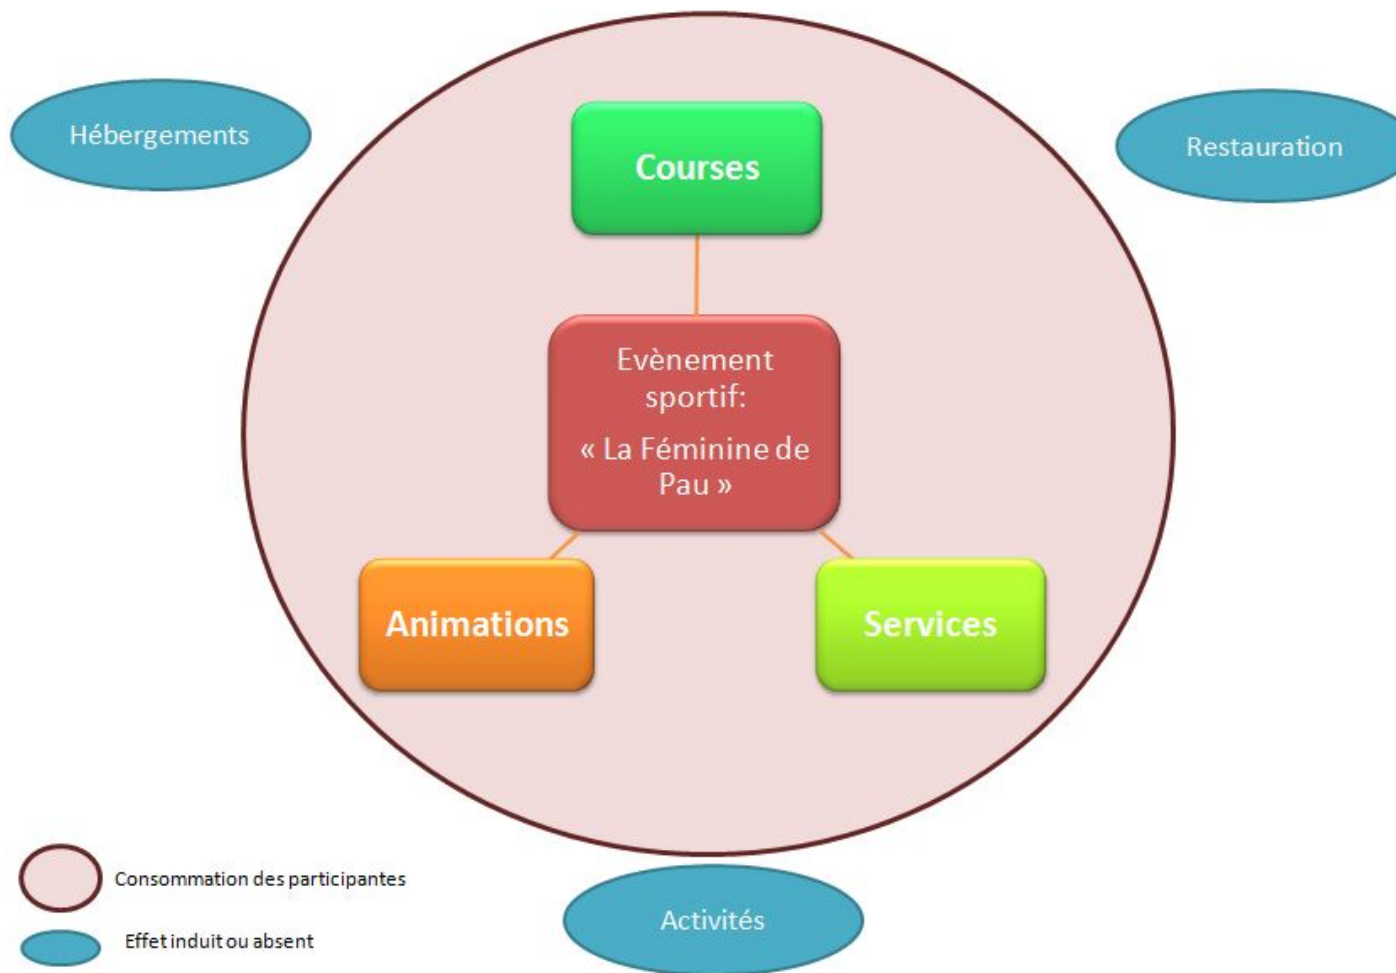 Hébergements
Restauration
Courses
Evènement
sportif:
« La Féminine de
Pau »
Animations
Services
Consommation des participantes
Activités
Effet induit ou absent